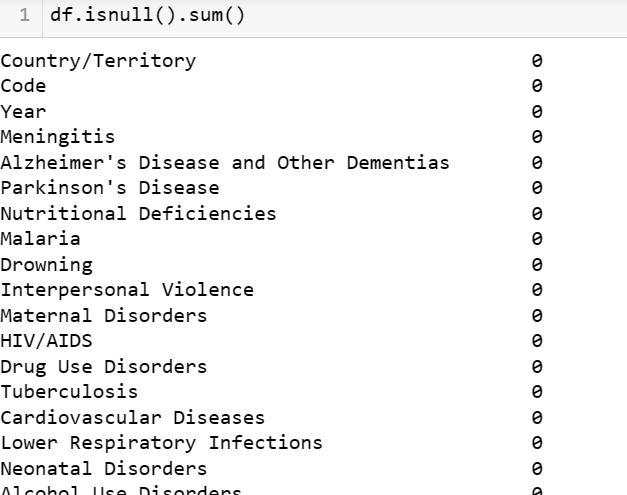 1 df.isnull().sum()
Country/Territory 0
Code 0
Year 0
Meningitis 0
Alzheimer's Disease and Other Dementias 0
Parkinson's Disease 0
Nutritional Deficiencies 0
Malaria 0
Drowning 0
Interpersonal Violence 0
Maternal Disorders 0
HIV/AIDS 0
Drug Use Disorders 0
Tuberculosis 0
Cardiovascular Diseases 0
Lower Respiratory Infections 0
Neonatal Disorders 0
Alcohol Use Disorders 0